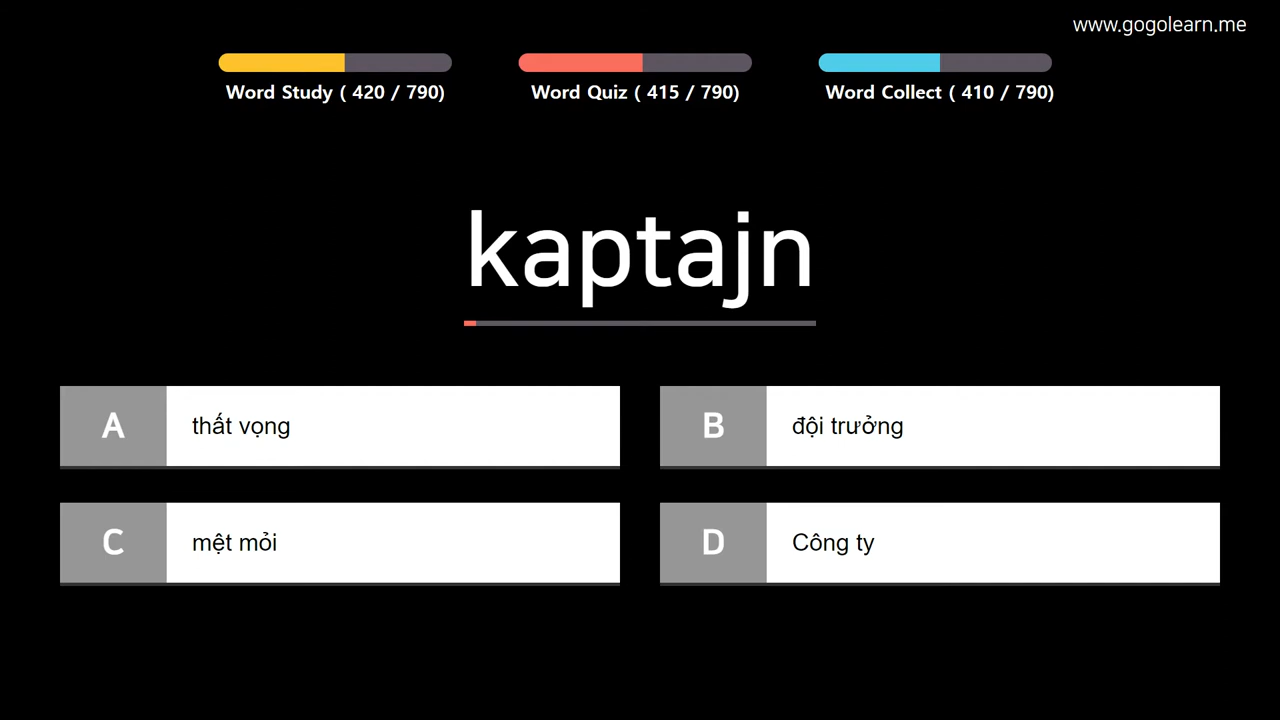 www.gogolearn.me
Word Study ( 420 / 790)
Word Quiz ( 415 / 790)
Word Collect ( 410 / 790)
kaptajn
A
thất vọng
B
đội trưởng
C
mệt mỏi
D
Công ty